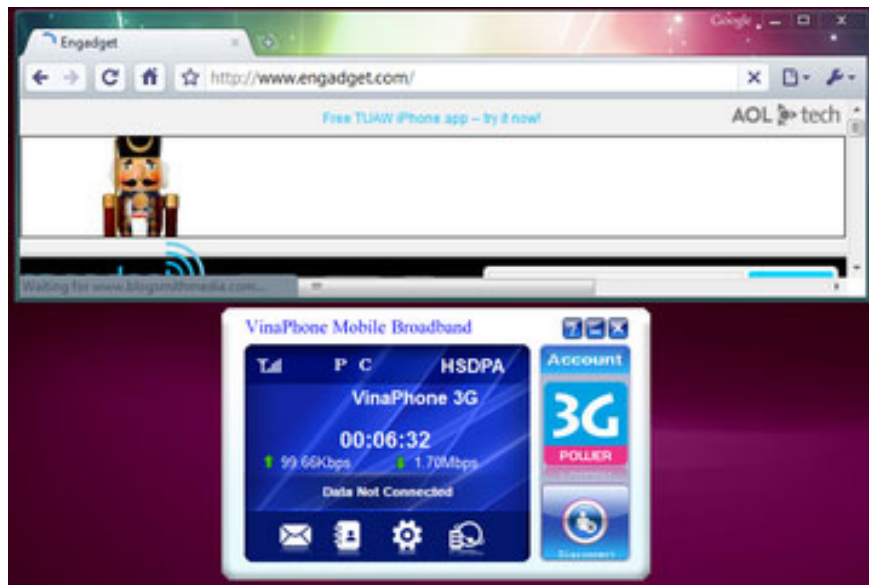 Google
Engadget
http://www.engadget.com/
Free TUAW iPhone app – try it now!
AOL tech
Waiting for www.blogsmithmedia.com...
VinaPhone Mobile Broadband
P C HSDPA
Account
VinaPhone 3G
3G
00:06:32
POWER
99.66Kbps 1.70Mbps
Data Not Connected
Disconnect